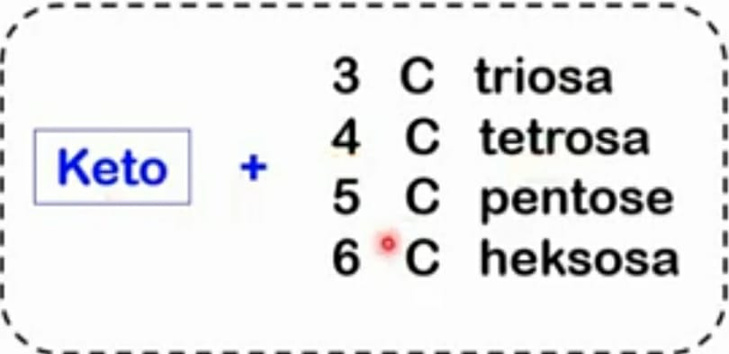 3 C triosa
4 C tetrosa
Keto +
5 C pentose
6 C heksosa